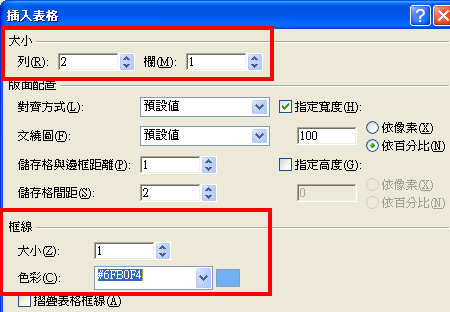 插入表格
大小
列(R): 2 欄(M): 1
版面配置
對齊方式(L): 預設值 指定寬度(H):
文繞圖(F): 預設值 100 依像素(X)
依百分比(N)
儲存格與邊框距離(P): 1 指定高度(G):
儲存格間距(S): 2 0 依像素(X)
依百分比(N)
框線
大小(Z): 1
色彩(C): #6FB0F4
摺疊表格框線(A)